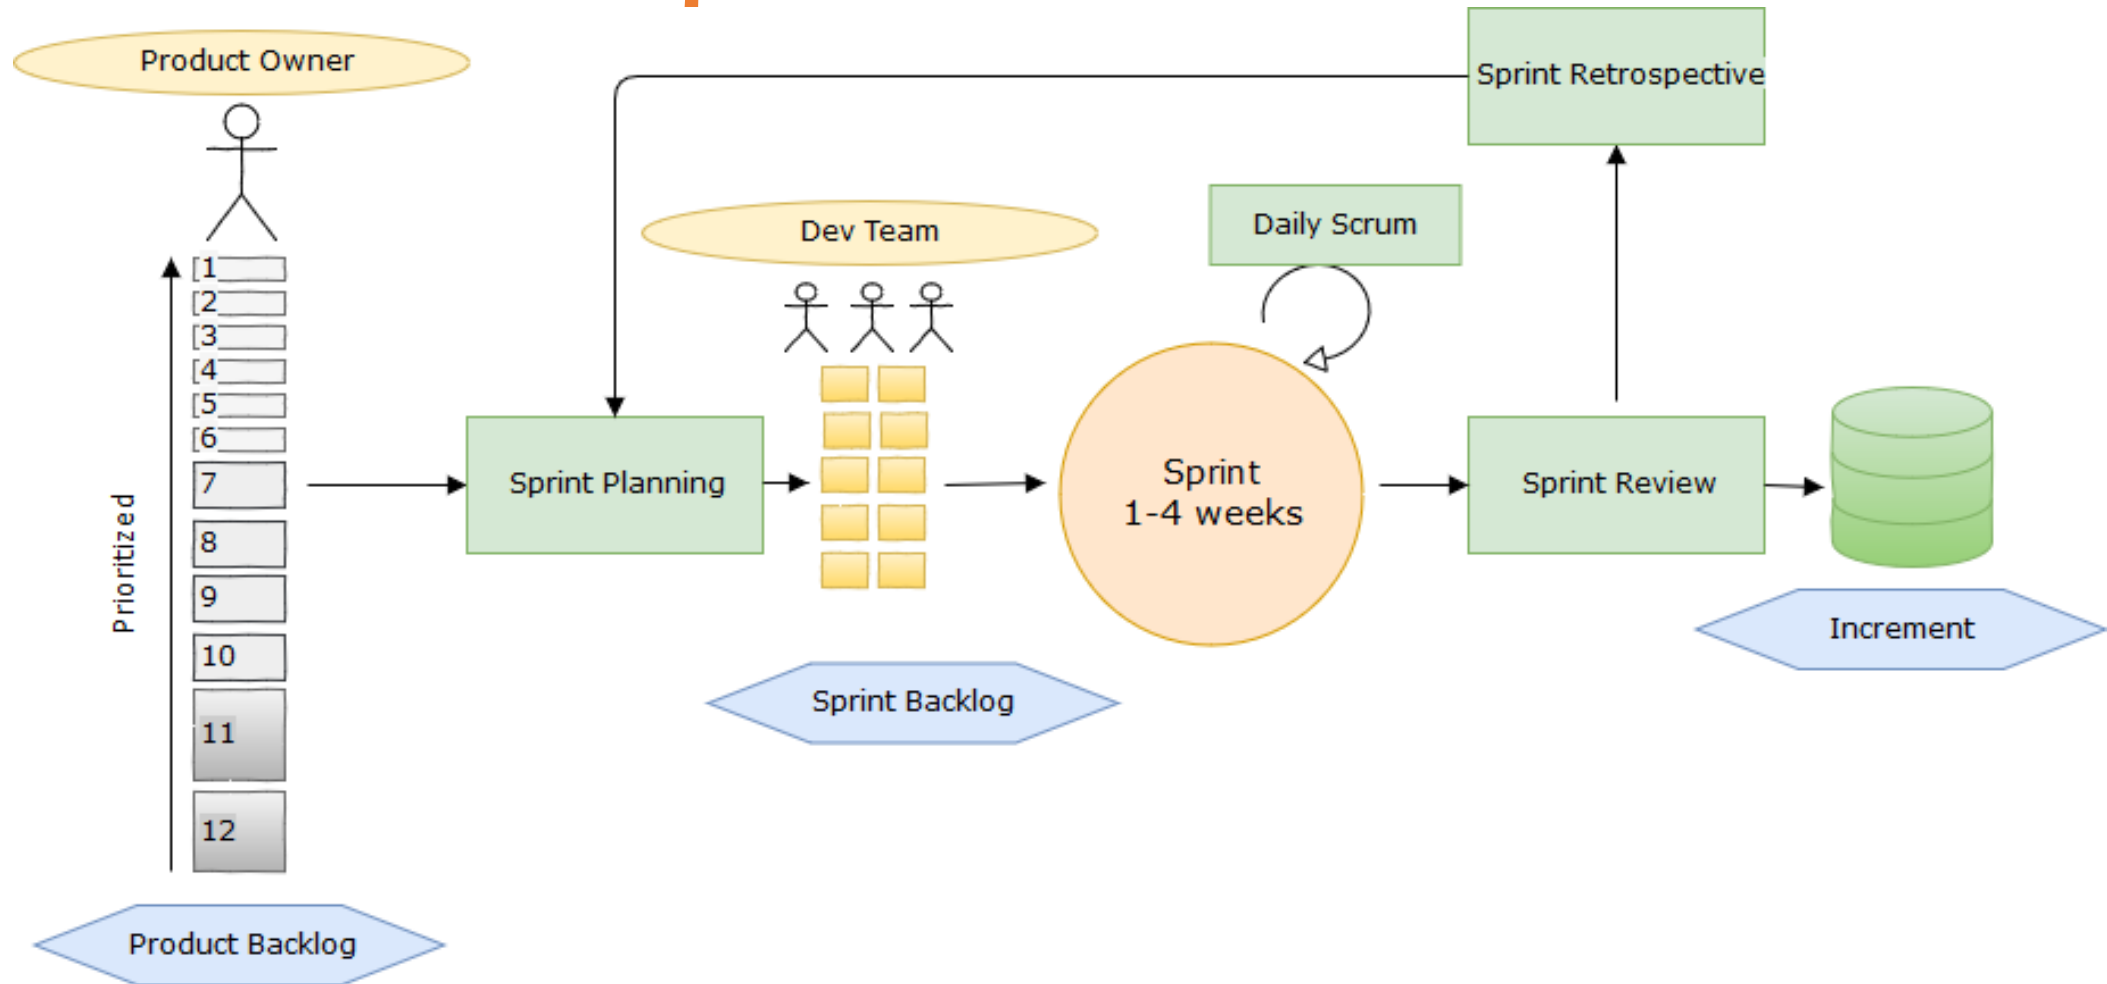 Product Owner
Sprint Retrospective
Dev Team
Daily Scrum
1
2
3
4
5
6
7
8
9
10
11
12
Prioritized
Sprint Planning
Sprint
1-4 weeks
Sprint Review
Increment
Sprint Backlog
Product Backlog